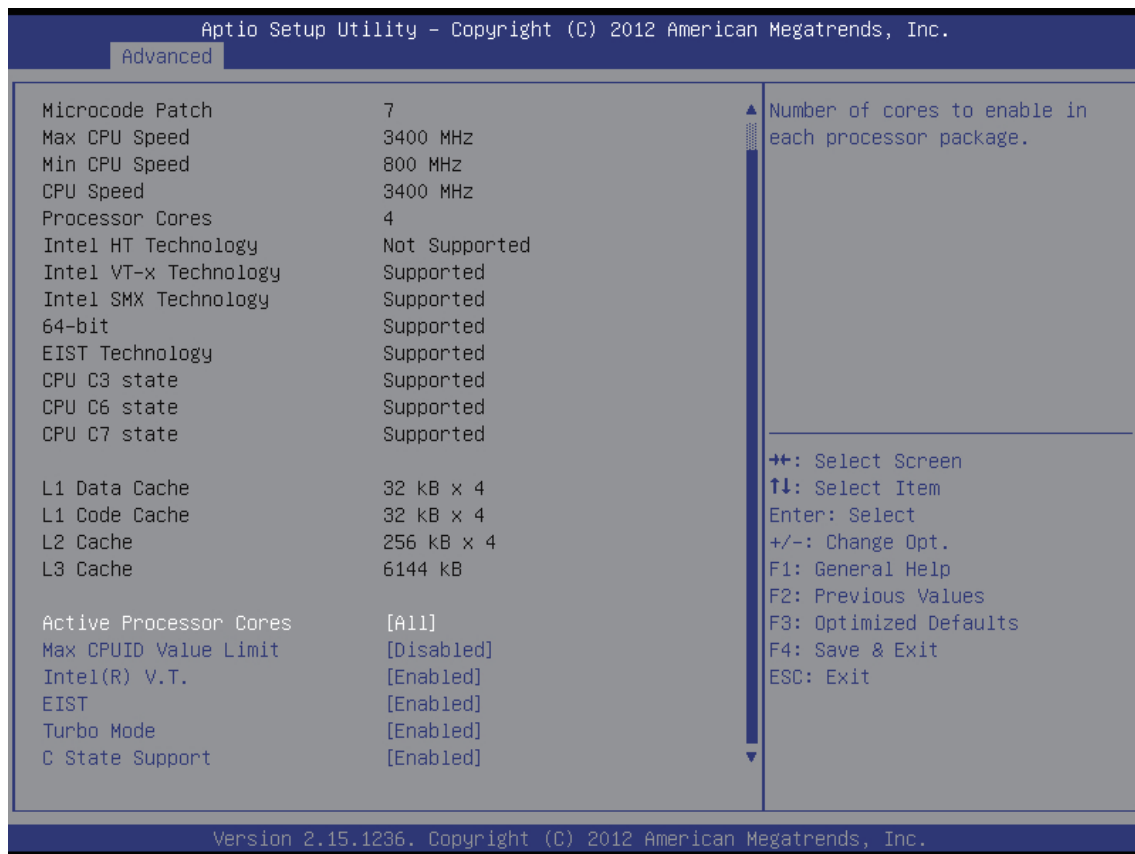 Aptio Setup Utility – Copyright (C) 2012 American Megatrends, Inc.
Advanced
Microcode Patch 7
Max CPU Speed 3400 MHz
Min CPU Speed 800 MHz
CPU Speed 3400 MHz
Processor Cores 4
Intel HT Technology Not Supported
Intel VT-x Technology Supported
Intel SMX Technology Supported
64-bit Supported
EIST Technology Supported
CPU C3 state Supported
CPU C6 state Supported
CPU C7 state Supported
L1 Data Cache 32 kB x 4
L1 Code Cache 32 kB x 4
L2 Cache 256 kB x 4
L3 Cache 6144 kB
Active Processor Cores [All]
Max CPUID Value Limit [Disabled]
Intel(R) V.T. [Enabled]
EIST [Enabled]
Turbo Mode [Enabled]
C State Support [Enabled]
Number of cores to enable in
each processor package.
→←: Select Screen
↑↓: Select Item
Enter: Select
+/-: Change Opt.
F1: General Help
F2: Previous Values
F3: Optimized Defaults
F4: Save & Exit
ESC: Exit
Version 2.15.1236. Copyright (C) 2012 American Megatrends, Inc.